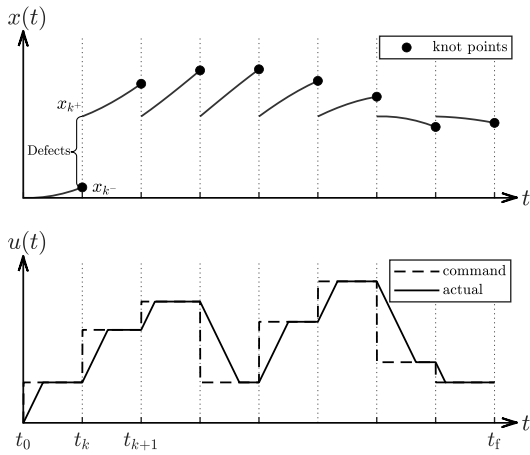 x(t)
knot points
x_{k^+}
Defects
x_{k^-}
t
u(t)
command
actual
t
t_0 t_k t_{k+1} t_f